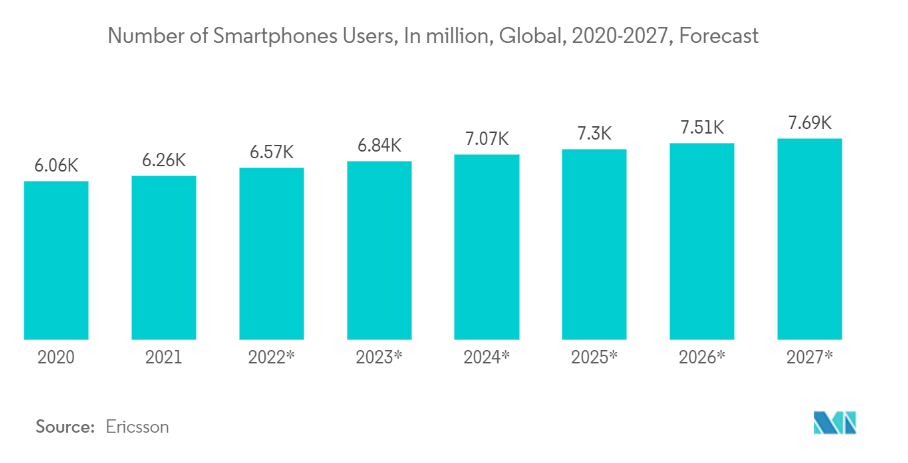 Number of Smartphones Users, In million, Global, 2020-2027, Forecast
6.06K
6.26K
6.57K
6.84K
7.07K
7.3K
7.51K
7.69K
2020
2021
2022*
2023*
2024*
2025*
2026*
2027*
Source: Ericsson